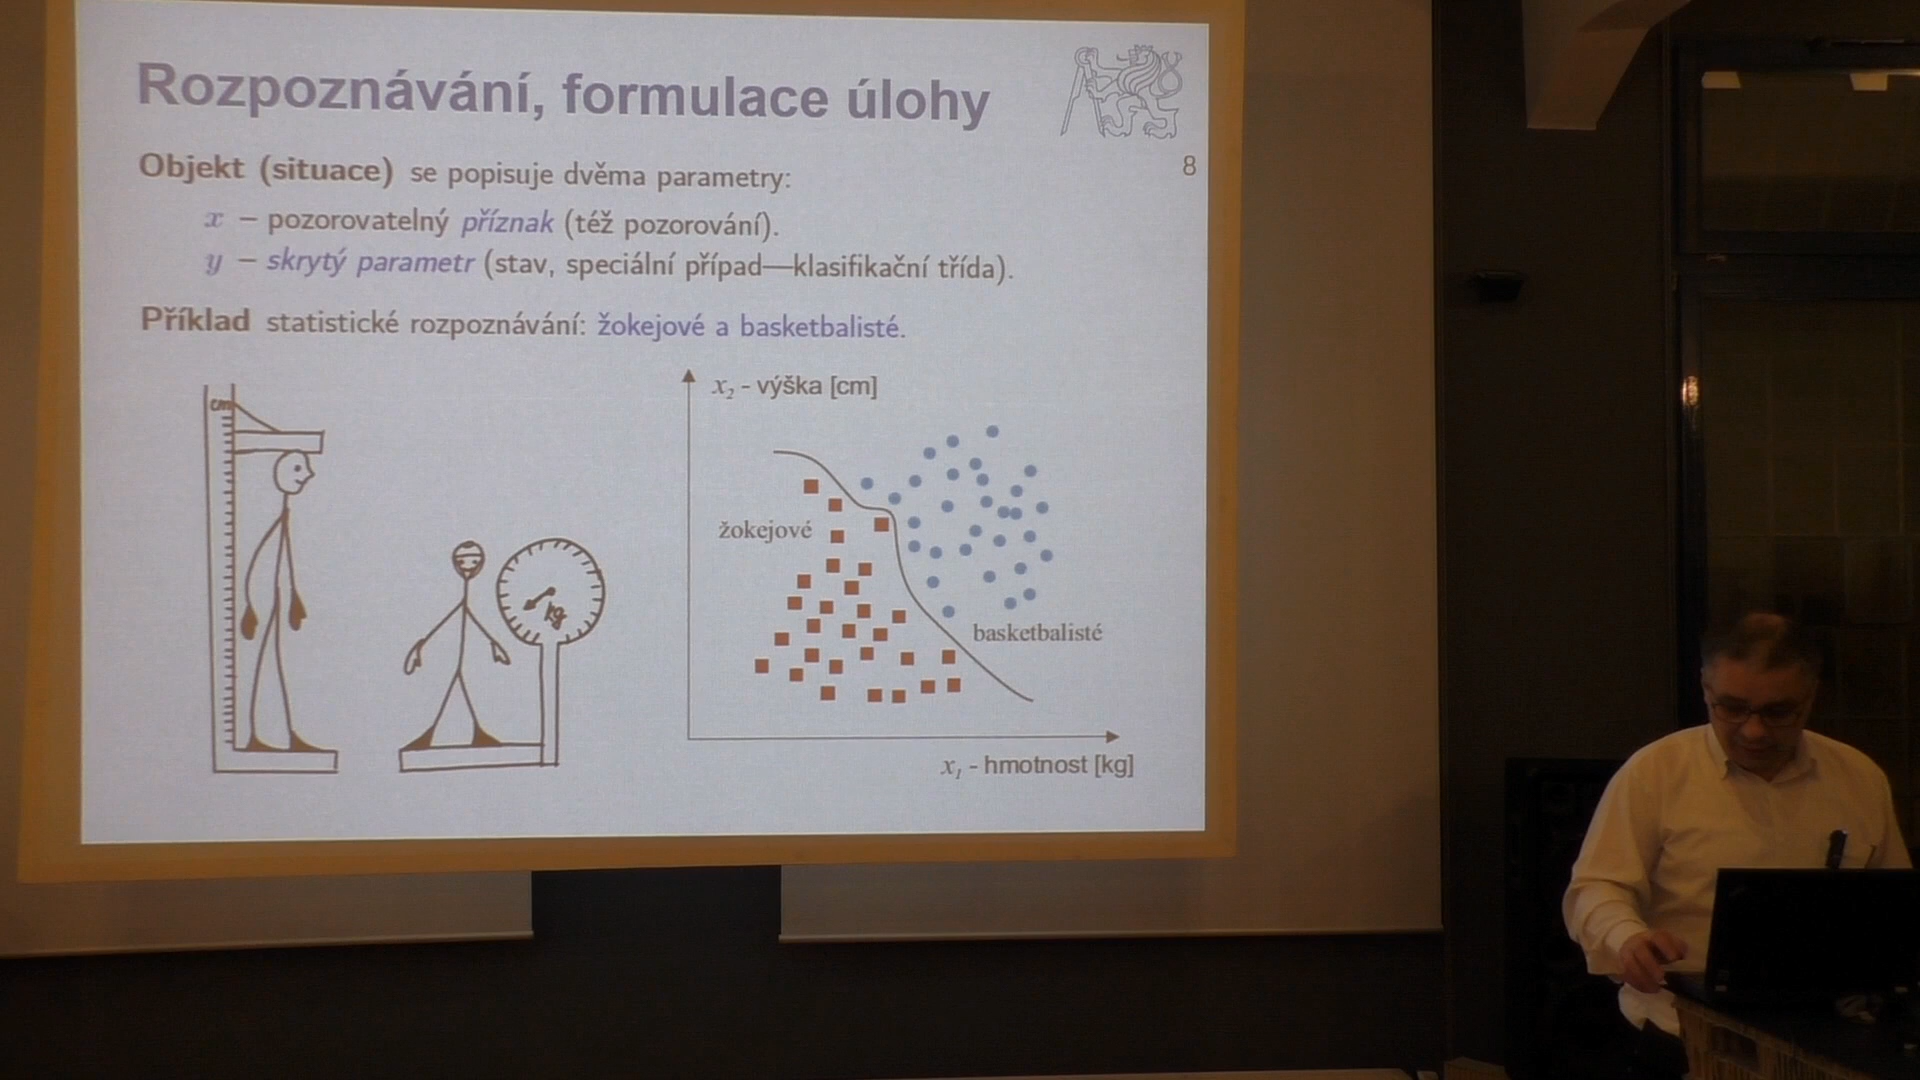 Rozpoznávání, formulace úlohy
8
Objekt (situace) se popisuje dvěma parametry:
x – pozorovatelný příznak (též pozorování).
y – skrytý parametr (stav, speciální případ—klasifikační třída).
Příklad statistické rozpoznávání: žokejové a basketbalisté.
cm
kg
x₂ - výška [cm]
žokejové
basketbalisté
x₁ - hmotnost [kg]